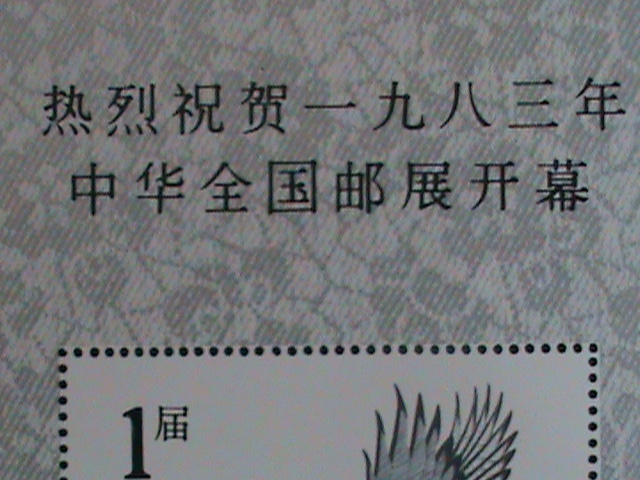 热烈祝贺一九八三年
中华全国邮展开幕
1届